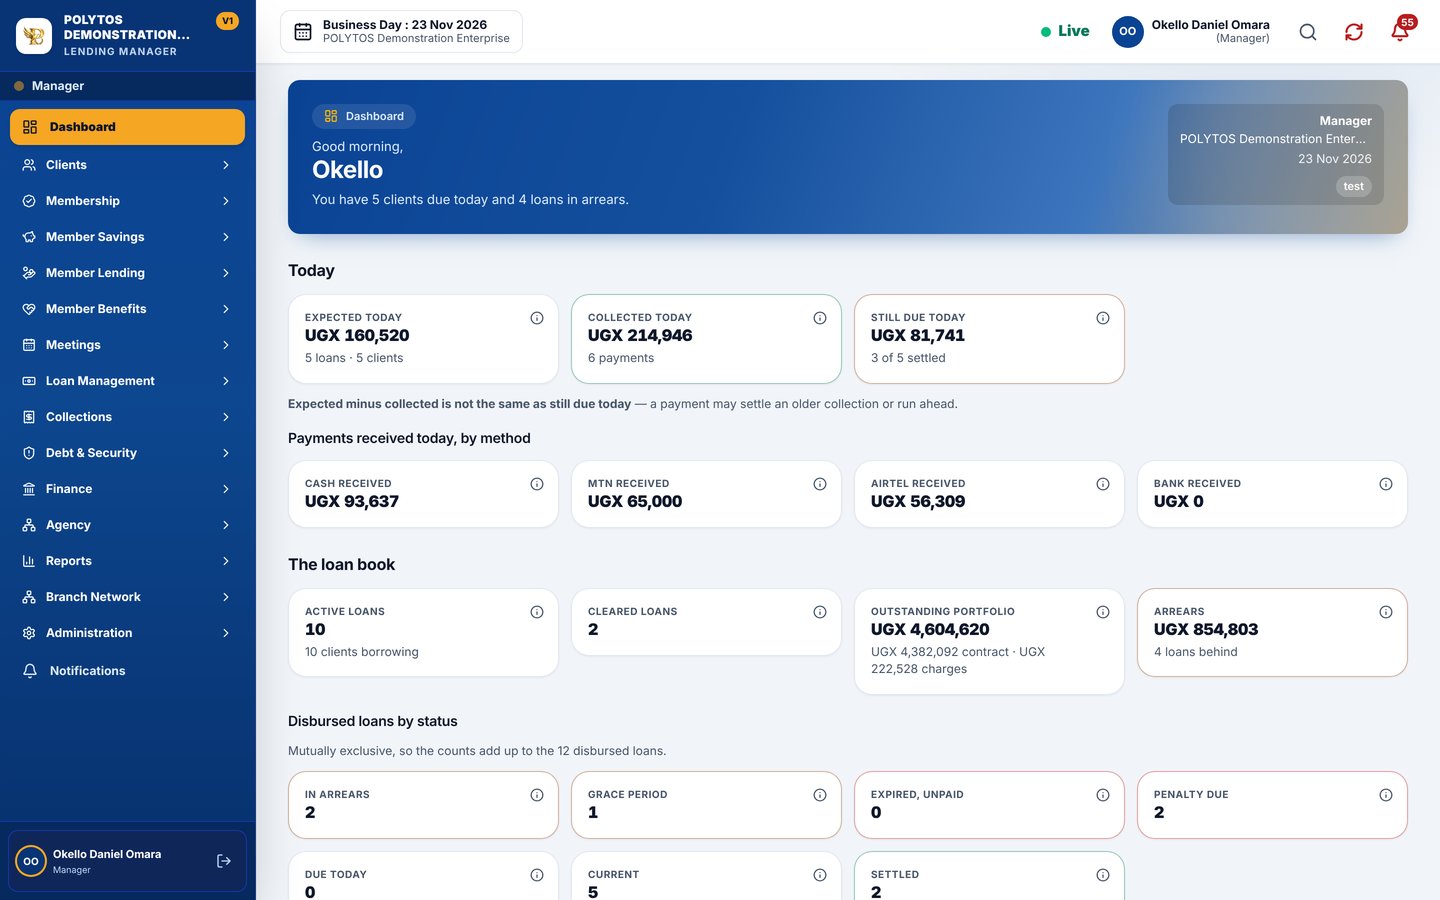 POLYTOS
DEMONSTRATION...
V1
LENDING MANAGER
Manager
Dashboard
Clients
Membership
Member Savings
Member Lending
Member Benefits
Meetings
Loan Management
Collections
Debt & Security
Finance
Agency
Reports
Branch Network
Administration
Notifications
OO
Okello Daniel Omara
Manager
Business Day : 23 Nov 2026
POLYTOS Demonstration Enterprise
Live
OO
Okello Daniel Omara
(Manager)
55
Dashboard
Good morning,
Okello
You have 5 clients due today and 4 loans in arrears.
Manager
POLYTOS Demonstration Enter...
23 Nov 2026
test
Today
EXPECTED TODAY
UGX 160,520
5 loans · 5 clients
COLLECTED TODAY
UGX 214,946
6 payments
STILL DUE TODAY
UGX 81,741
3 of 5 settled
Expected minus collected is not the same as still due today — a payment may settle an older collection or run ahead.
Payments received today, by method
CASH RECEIVED
UGX 93,637
MTN RECEIVED
UGX 65,000
AIRTEL RECEIVED
UGX 56,309
BANK RECEIVED
UGX 0
The loan book
ACTIVE LOANS
10
10 clients borrowing
CLEARED LOANS
2
OUTSTANDING PORTFOLIO
UGX 4,604,620
UGX 4,382,092 contract · UGX
222,528 charges
ARREARS
UGX 854,803
4 loans behind
Disbursed loans by status
Mutually exclusive, so the counts add up to the 12 disbursed loans.
IN ARREARS
2
GRACE PERIOD
1
EXPIRED, UNPAID
0
PENALTY DUE
2
DUE TODAY
0
CURRENT
5
SETTLED
2